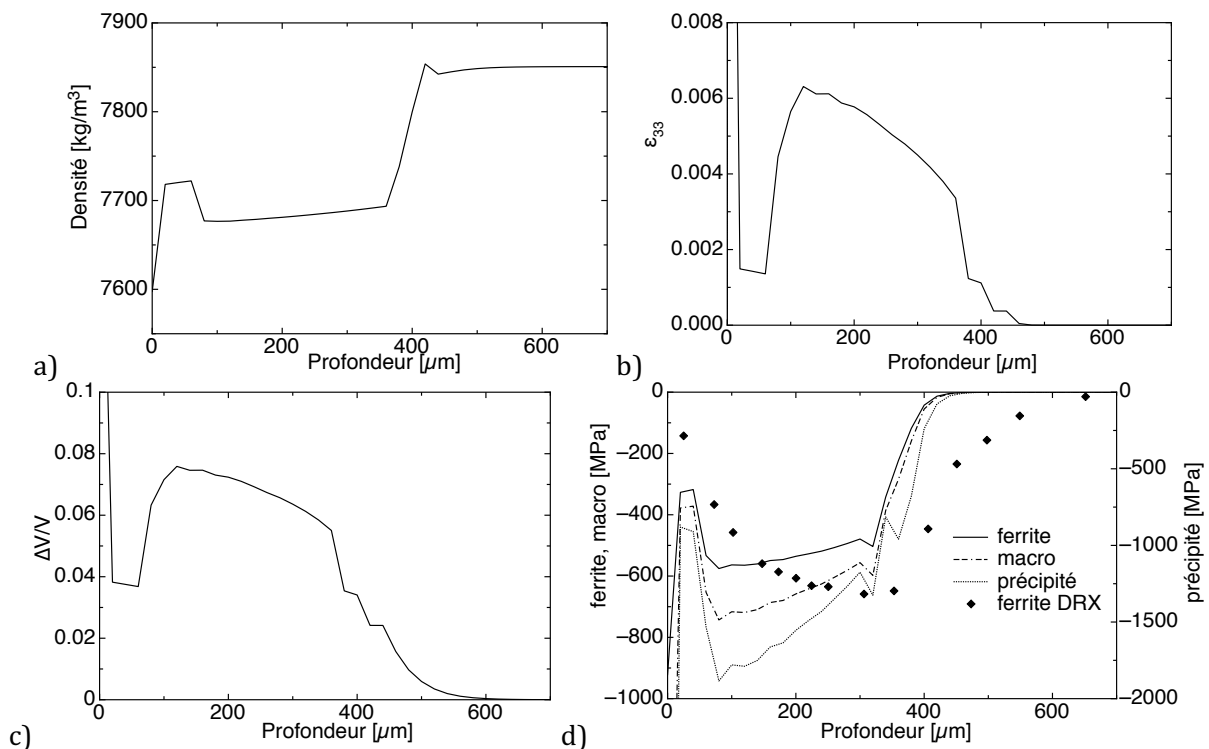 7900
7800
7700
7600
Densité [kg/m³]
0
200
400
600
Profondeur [µm]
a)
0.008
0.006
0.004
0.002
0.000
ε₃₃
0
200
400
600
Profondeur [µm]
b)
0.1
0.08
0.06
0.04
0.02
0
ΔV/V
0
200
400
600
Profondeur [µm]
c)
0
−200
−400
−600
−800
−1000
ferrite, macro [MPa]
0
−500
−1000
−1500
−2000
précipité [MPa]
ferrite
macro
précipité
ferrite DRX
0
200
400
600
Profondeur [µm]
d)